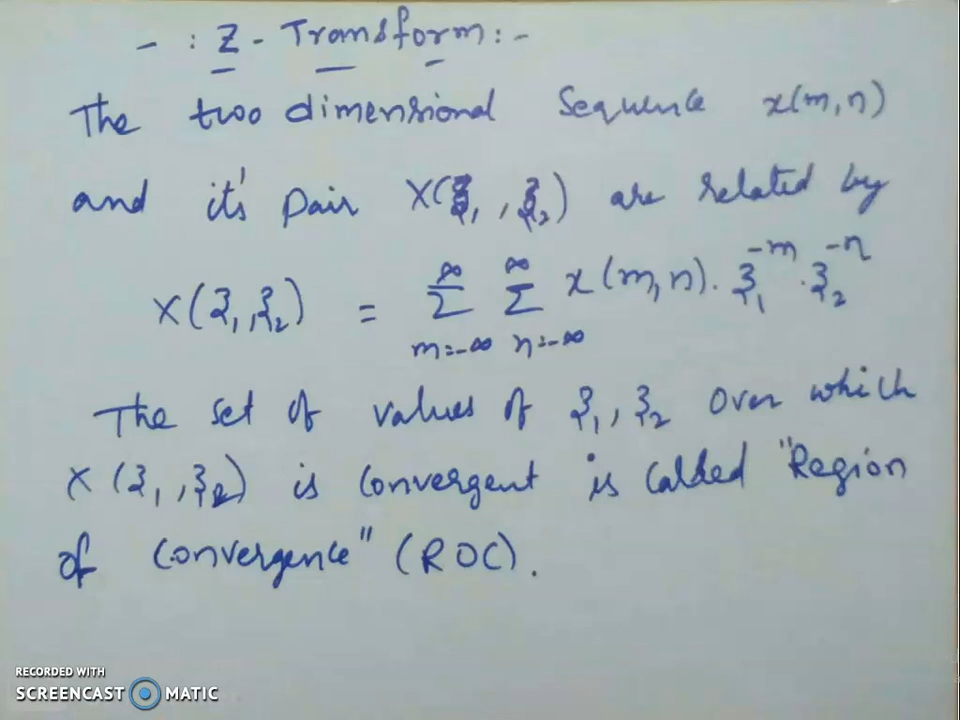 - : Z - Transform : -
The two dimensional Sequence x(m,n)
and it's pair X(z₁, z₂) are related by
X(z₁, z₂) = ∞Σm=-∞ ∞Σn=-∞ x(m,n). z₁⁻ᵐ . z₂⁻ⁿ
The set of values of z₁, z₂ over which
X (z₁, z₂) is convergent is called "Region
of convergence" (ROC).
RECORDED WITH
SCREENCAST MATIC